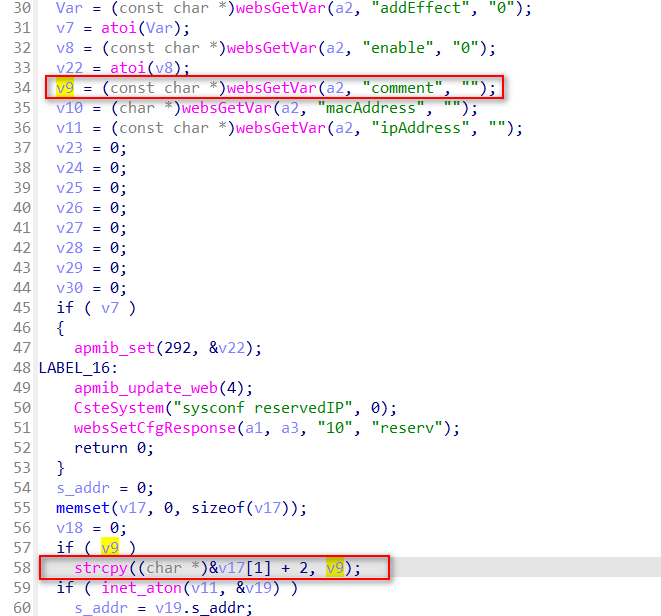 30 Var = (const char *)websGetVar(a2, "addEffect", "0");
31 v7 = atoi(Var);
32 v8 = (const char *)websGetVar(a2, "enable", "0");
33 v22 = atoi(v8);
34 v9 = (const char *)websGetVar(a2, "comment", "");
35 v10 = (char *)websGetVar(a2, "macAddress", "");
36 v11 = (const char *)websGetVar(a2, "ipAddress", "");
37 v23 = 0;
38 v24 = 0;
39 v25 = 0;
40 v26 = 0;
41 v27 = 0;
42 v28 = 0;
43 v29 = 0;
44 v30 = 0;
45 if ( v7 )
46 {
47 apmib_set(292, &v22);
48 LABEL_16:
49 apmib_update_web(4);
50 CsteSystem("sysconf reservedIP", 0);
51 websSetCfgResponse(a1, a3, "10", "reserv");
52 return 0;
53 }
54 s_addr = 0;
55 memset(v17, 0, sizeof(v17));
56 v18 = 0;
57 if ( v9 )
58 strcpy((char *)&v17[1] + 2, v9);
59 if ( inet_aton(v11, &v19) )
60 s_addr = v19.s_addr;